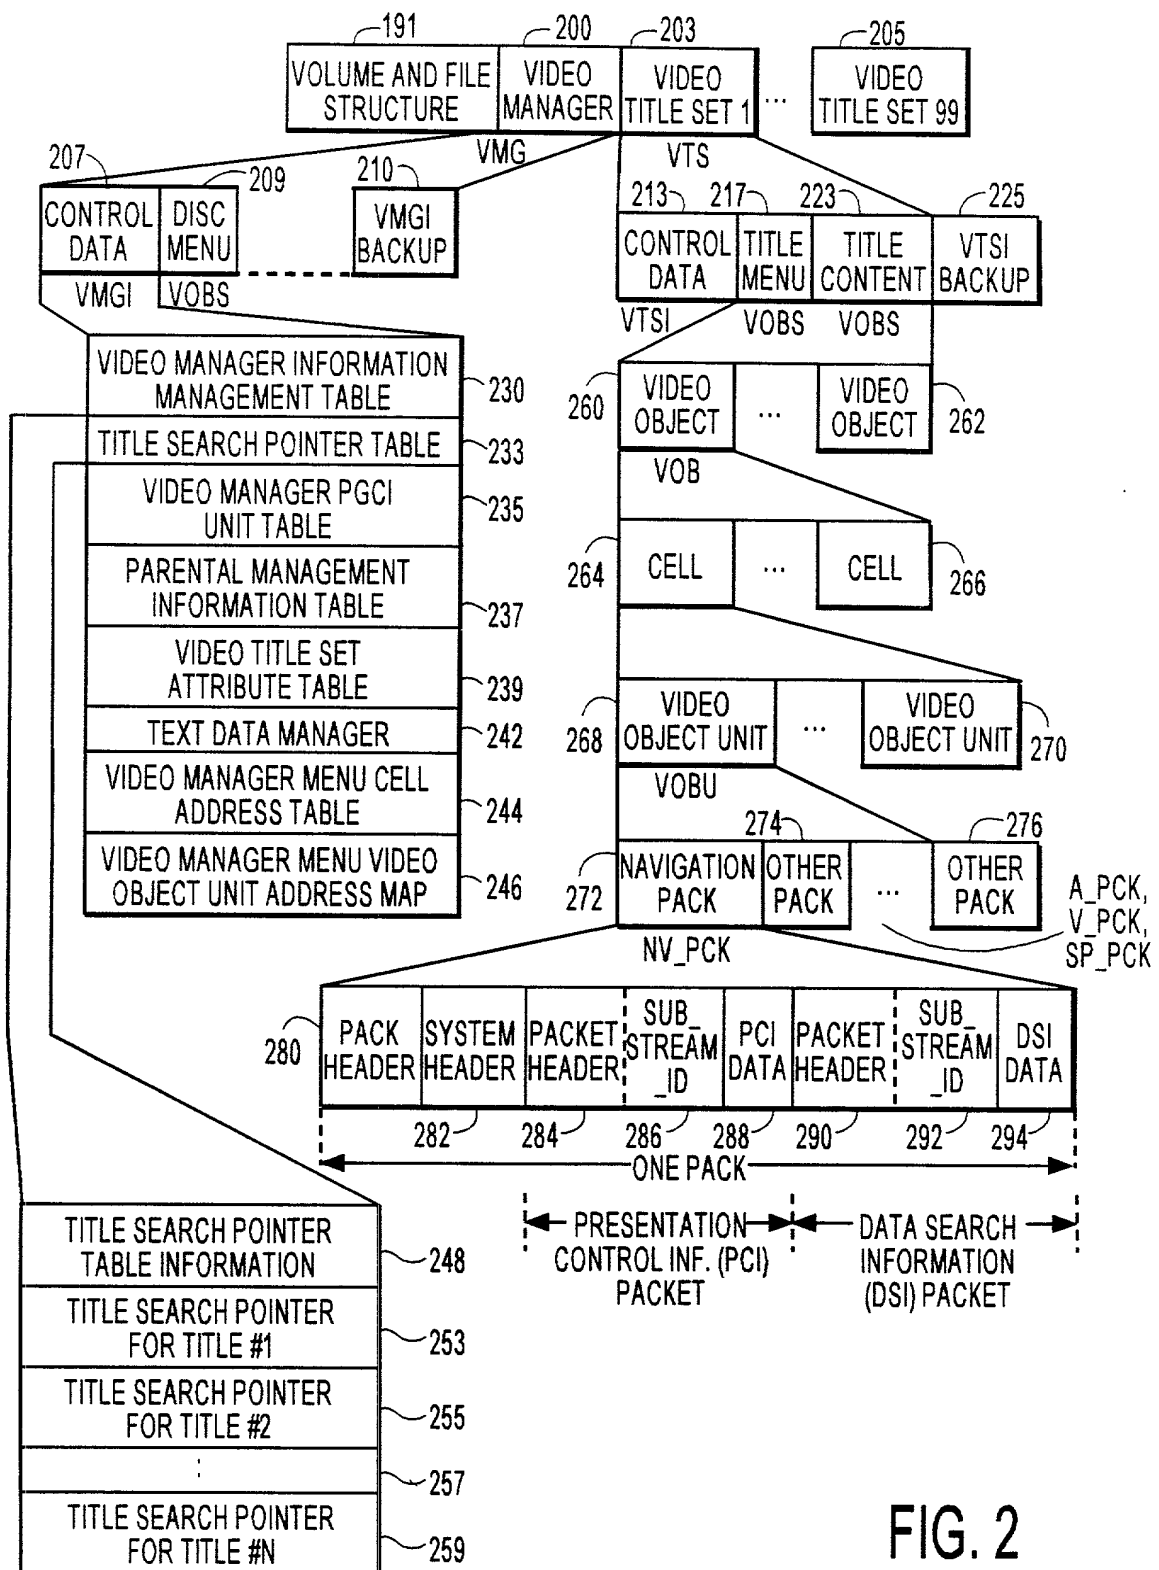 191
200
203
205
VOLUME AND FILE
STRUCTURE
VIDEO
MANAGER
VIDEO
TITLE SET 1
...
VIDEO
TITLE SET 99
VMG
VTS
207
209
210
CONTROL
DATA
DISC
MENU
VMGI
BACKUP
VMGI
VOBS
213
217
223
225
CONTROL
DATA
TITLE
MENU
TITLE
CONTENT
VTSI
BACKUP
VTSI
VOBS
VOBS
VIDEO MANAGER INFORMATION
MANAGEMENT TABLE
230
TITLE SEARCH POINTER TABLE
233
VIDEO MANAGER PGCI
UNIT TABLE
235
PARENTAL MANAGEMENT
INFORMATION TABLE
237
VIDEO TITLE SET
ATTRIBUTE TABLE
239
TEXT DATA MANAGER
242
VIDEO MANAGER MENU CELL
ADDRESS TABLE
244
VIDEO MANAGER MENU VIDEO
OBJECT UNIT ADDRESS MAP
246
260
VIDEO
OBJECT
...
VIDEO
OBJECT
262
VOB
264
CELL
...
CELL
266
268
VIDEO
OBJECT UNIT
...
VIDEO
OBJECT UNIT
270
VOBU
274
276
272
NAVIGATION
PACK
OTHER
PACK
...
OTHER
PACK
A_PCK,
V_PCK,
SP_PCK
NV_PCK
280
PACK
HEADER
SYSTEM
HEADER
PACKET
HEADER
SUB_
STREAM
_ID
PCI
DATA
PACKET
HEADER
SUB_
STREAM
_ID
DSI
DATA
282
284
286
288
290
292
294
ONE PACK
PRESENTATION
CONTROL INF. (PCI)
PACKET
DATA SEARCH
INFORMATION
(DSI) PACKET
TITLE SEARCH POINTER
TABLE INFORMATION
248
TITLE SEARCH POINTER
FOR TITLE #1
253
TITLE SEARCH POINTER
FOR TITLE #2
255
:
257
TITLE SEARCH POINTER
FOR TITLE #N
259
FIG. 2